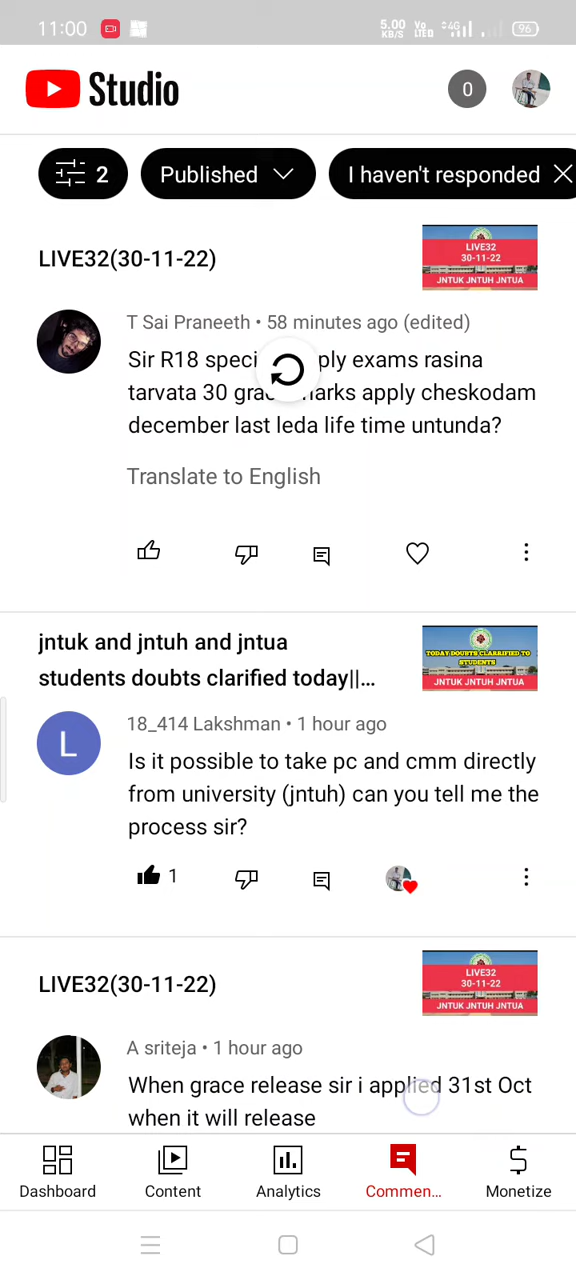 11:00
5.00 KB/S
Vo LTE
4G
96
Studio
0
2
Published
I haven't responded
LIVE32(30-11-22)
LIVE32
30-11-22
JNTUK JNTUH JNTUA
T Sai Praneeth • 58 minutes ago (edited)
Sir R18 speci ply exams rasina
tarvata 30 gra marks apply cheskodam
december last leda life time untunda?
Translate to English
jntuk and jntuh and jntua
students doubts clarified today||...
TODAY DOUBTS CLARRIFIED TO
STUDENTS
JNTUK JNTUH JNTUA
L
18_414 Lakshman • 1 hour ago
Is it possible to take pc and cmm directly
from university (jntuh) can you tell me the
process sir?
1
LIVE32(30-11-22)
LIVE32
30-11-22
JNTUK JNTUH JNTUA
A sriteja • 1 hour ago
When grace release sir i applied 31st Oct
when it will release
Dashboard
Content
Analytics
Commen...
Monetize